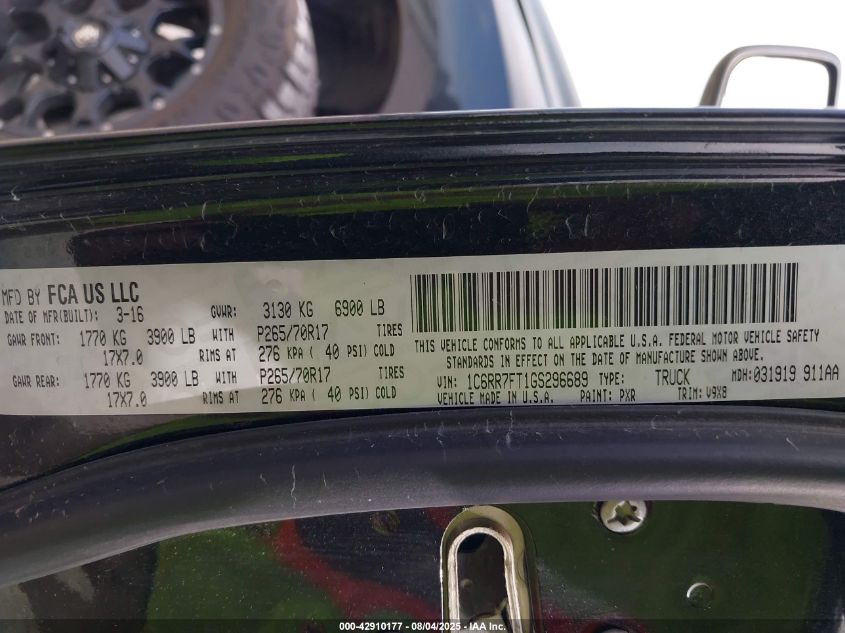 MFD BY FCA US LLC
DATE OF MFR(BUILT): 3-16 GVWR: 3130 KG 6900 LB
GAWR FRONT: 1770 KG 3900 LB WITH P265/70R17 TIRES
17X7.0 RIMS AT 276 KPA ( 40 PSI) COLD
GAWR REAR: 1770 KG 3900 LB WITH P265/70R17 TIRES
17X7.0 RIMS AT 276 KPA ( 40 PSI) COLD
THIS VEHICLE CONFORMS TO ALL APPLICABLE U.S.A. FEDERAL MOTOR VEHICLE SAFETY
STANDARDS IN EFFECT ON THE DATE OF MANUFACTURE SHOWN ABOVE.
VIN: 1C6RR7FT1GS296689 TYPE: TRUCK MDH:031919 911AA
VEHICLE MADE IN U.S.A. PAINT: PXR TRIM: V9X8
000-42910177 - 08/04/2025 - IAA Inc.